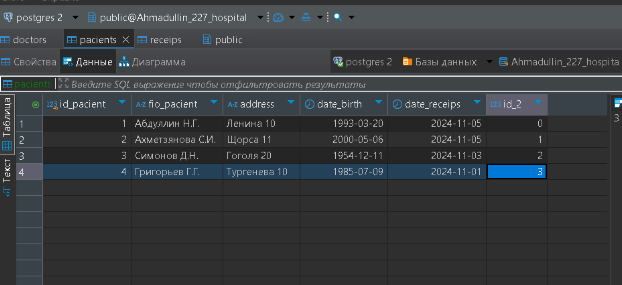 postgres 2 public@Ahmadullin_227_hospital
doctors pacients receips public
Свойства Данные Диаграмма postgres 2 Базы данных Ahmadullin_227_hospita
pacients Введите SQL выражение чтобы отфильтровать результаты
Таблица
Текст
123 id_pacient A-Z fio_pacient A-Z address date_birth date_receips 123 id_2
1 1 Абдуллин Н.Г. Ленина 10 1993-03-20 2024-11-05 0
2 2 Ахметзянова С.И. Щорса 11 2000-05-06 2024-11-05 1
3 3 Симонов Д.Н. Гоголя 20 1954-12-11 2024-11-03 2
4 4 Григорьев Г.Г. Тургенева 10 1985-07-09 2024-11-01 3
3